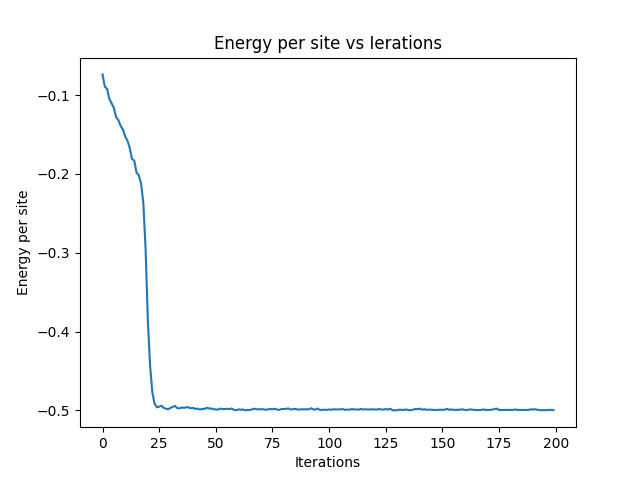 Energy per site vs Ierations
Energy per site
−0.1
−0.2
−0.3
−0.4
−0.5
0 25 50 75 100 125 150 175 200
Iterations